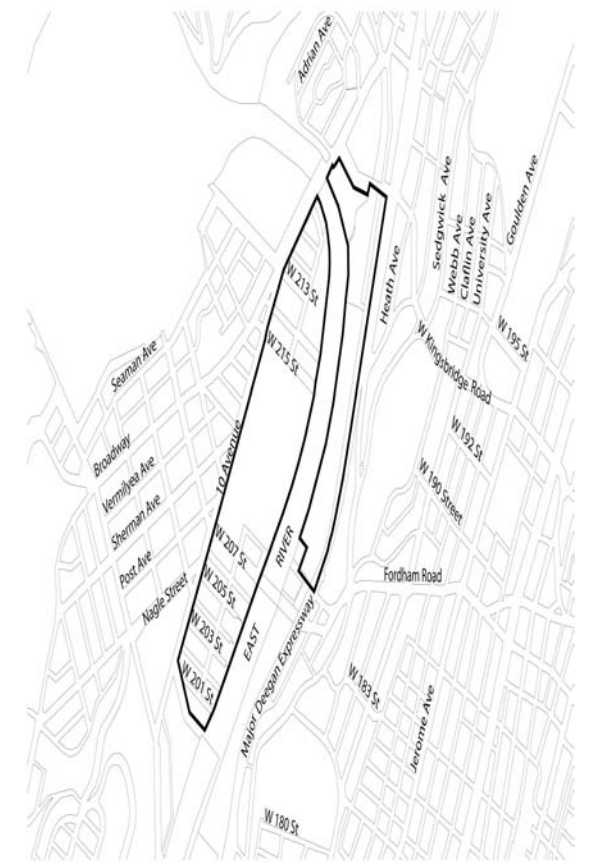 Adrian Ave
Sedgwick Ave
Webb Ave
Claflin Ave
University Ave
Goulden Ave
Heath Ave
W 213 St
W 215 St
W 195 St
W Kingsbridge Road
Seaman Ave
Broadway
Vermilyea Ave
Sherman Ave
Post Ave
Nagle Street
10 Avenue
W 192 St
W 190 Street
W 207 St
W 205 St
W 203 St
W 201 St
EAST RIVER
Fordham Road
Major Deegan Expressway
W 183 St
Jerome Ave
W 180 St